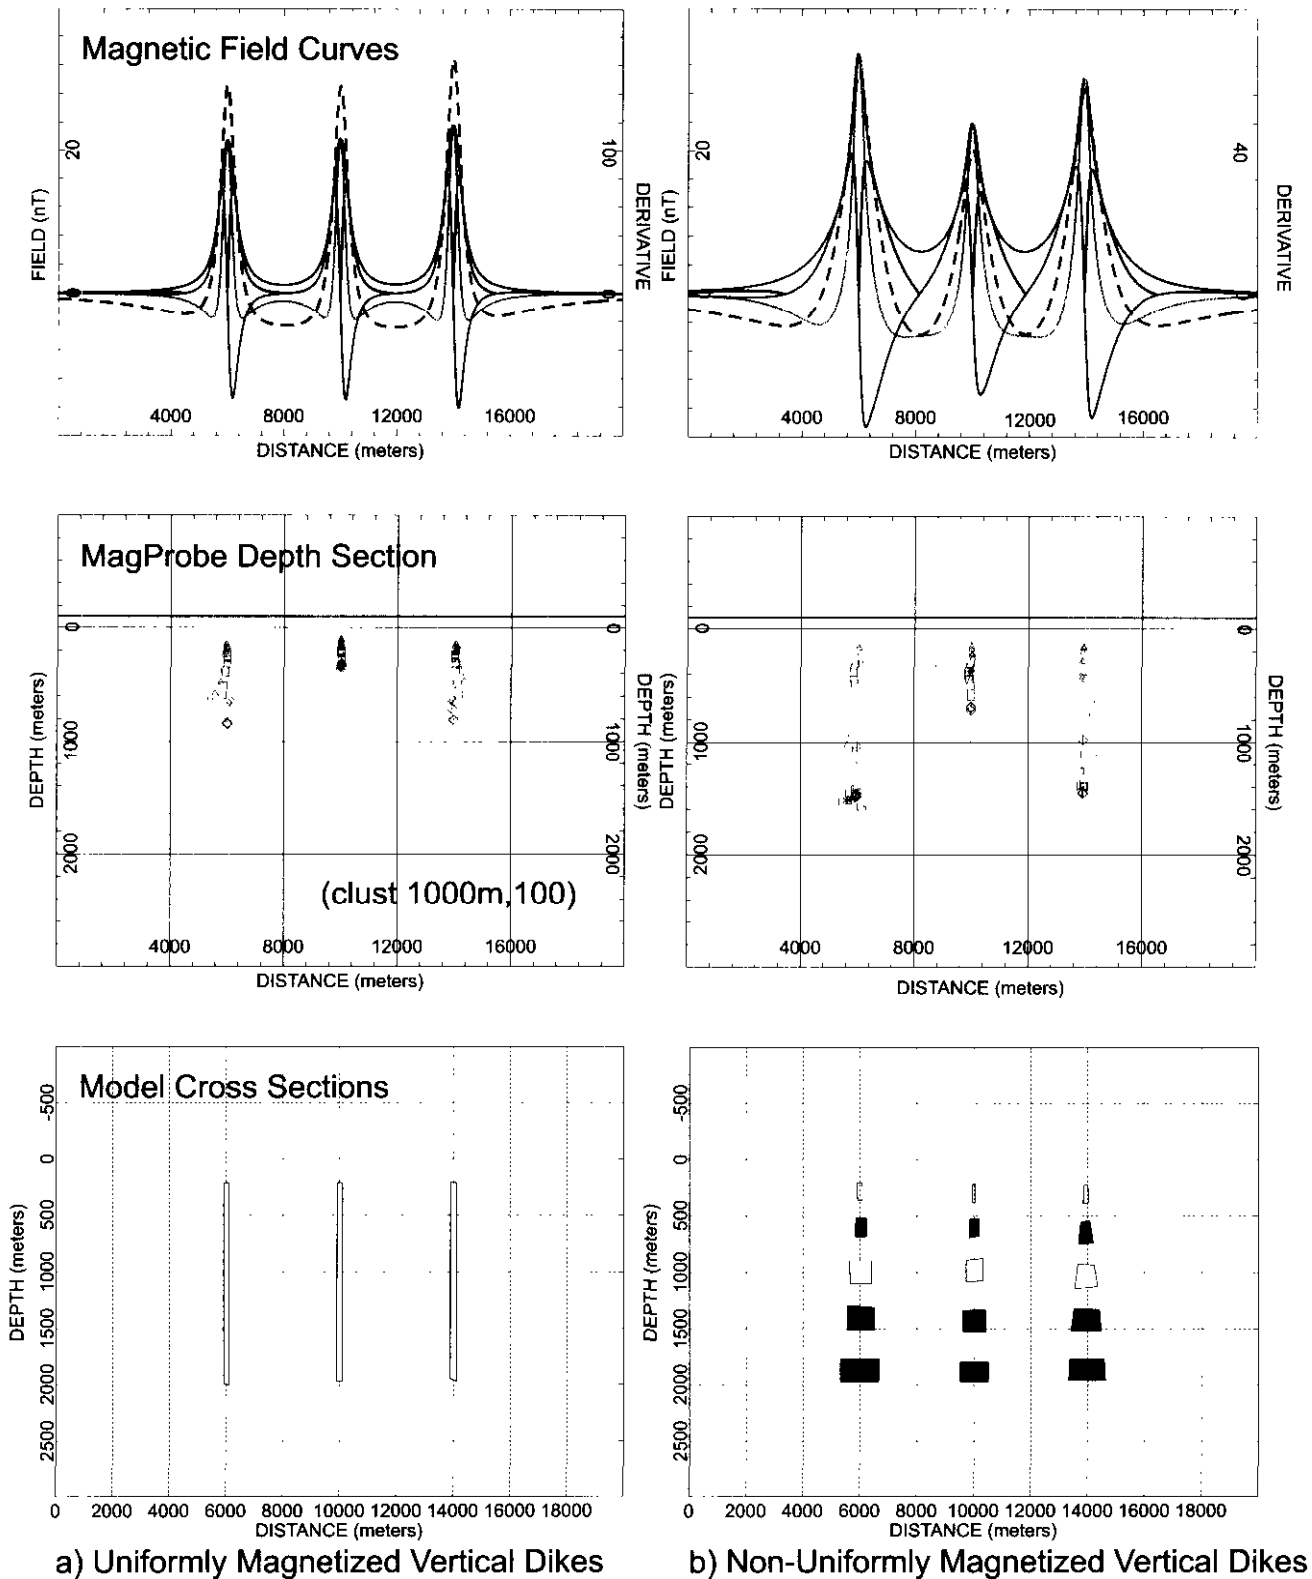 Magnetic Field Curves
20
100
FIELD (nT)
DERIVATIVE
4000 8000 12000 16000
DISTANCE (meters)
20
40
FIELD (nT)
DERIVATIVE
4000 8000 12000 16000
DISTANCE (meters)
MagProbe Depth Section
0 1000 2000
0 1000 2000
DEPTH (meters)
DEPTH (meters)
(clust 1000m,100)
4000 8000 12000 16000
DISTANCE (meters)
0 1000 2000
0 1000 2000
DEPTH (meters)
DEPTH (meters)
4000 8000 12000 16000
DISTANCE (meters)
Model Cross Sections
-500 0 500 1000 1500 2000 2500
DEPTH (meters)
0 2000 4000 6000 8000 10000 12000 14000 16000 18000
DISTANCE (meters)
-500 0 500 1000 1500 2000 2500
DEPTH (meters)
0 2000 4000 6000 8000 10000 12000 14000 16000 18000
DISTANCE (meters)
a) Uniformly Magnetized Vertical Dikes
b) Non-Uniformly Magnetized Vertical Dikes